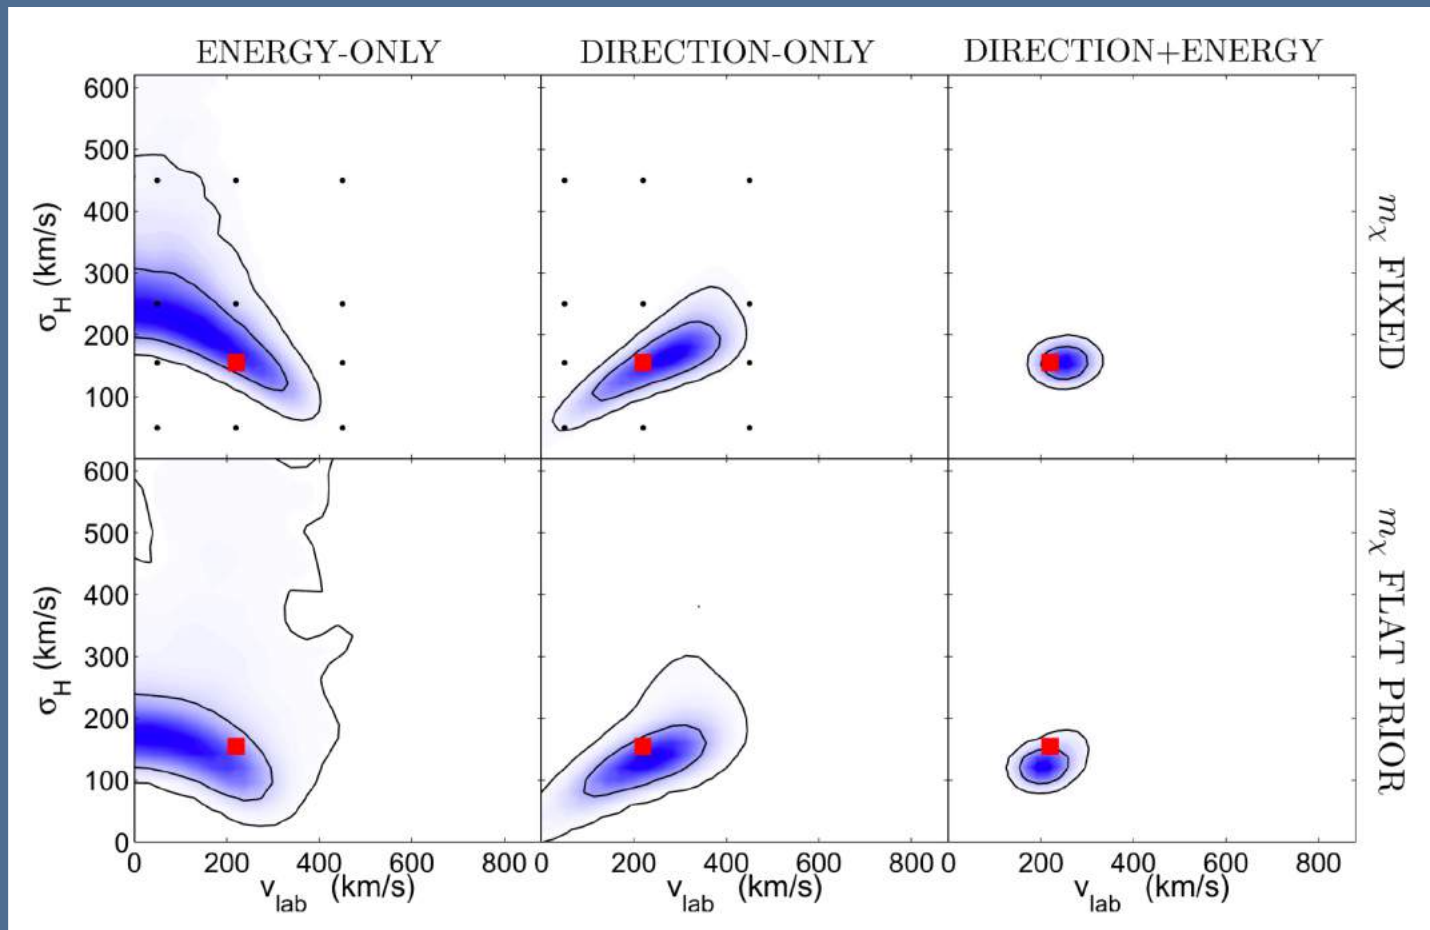 ENERGY-ONLY DIRECTION-ONLY DIRECTION+ENERGY
600
500
400
300
200
100
σH (km/s)
mχ FIXED
600
500
400
300
200
100
0
σH (km/s)
mχ FLAT PRIOR
0 200 400 600 800 0 200 400 600 800 0 200 400 600 800
vlab (km/s) vlab (km/s) vlab (km/s)